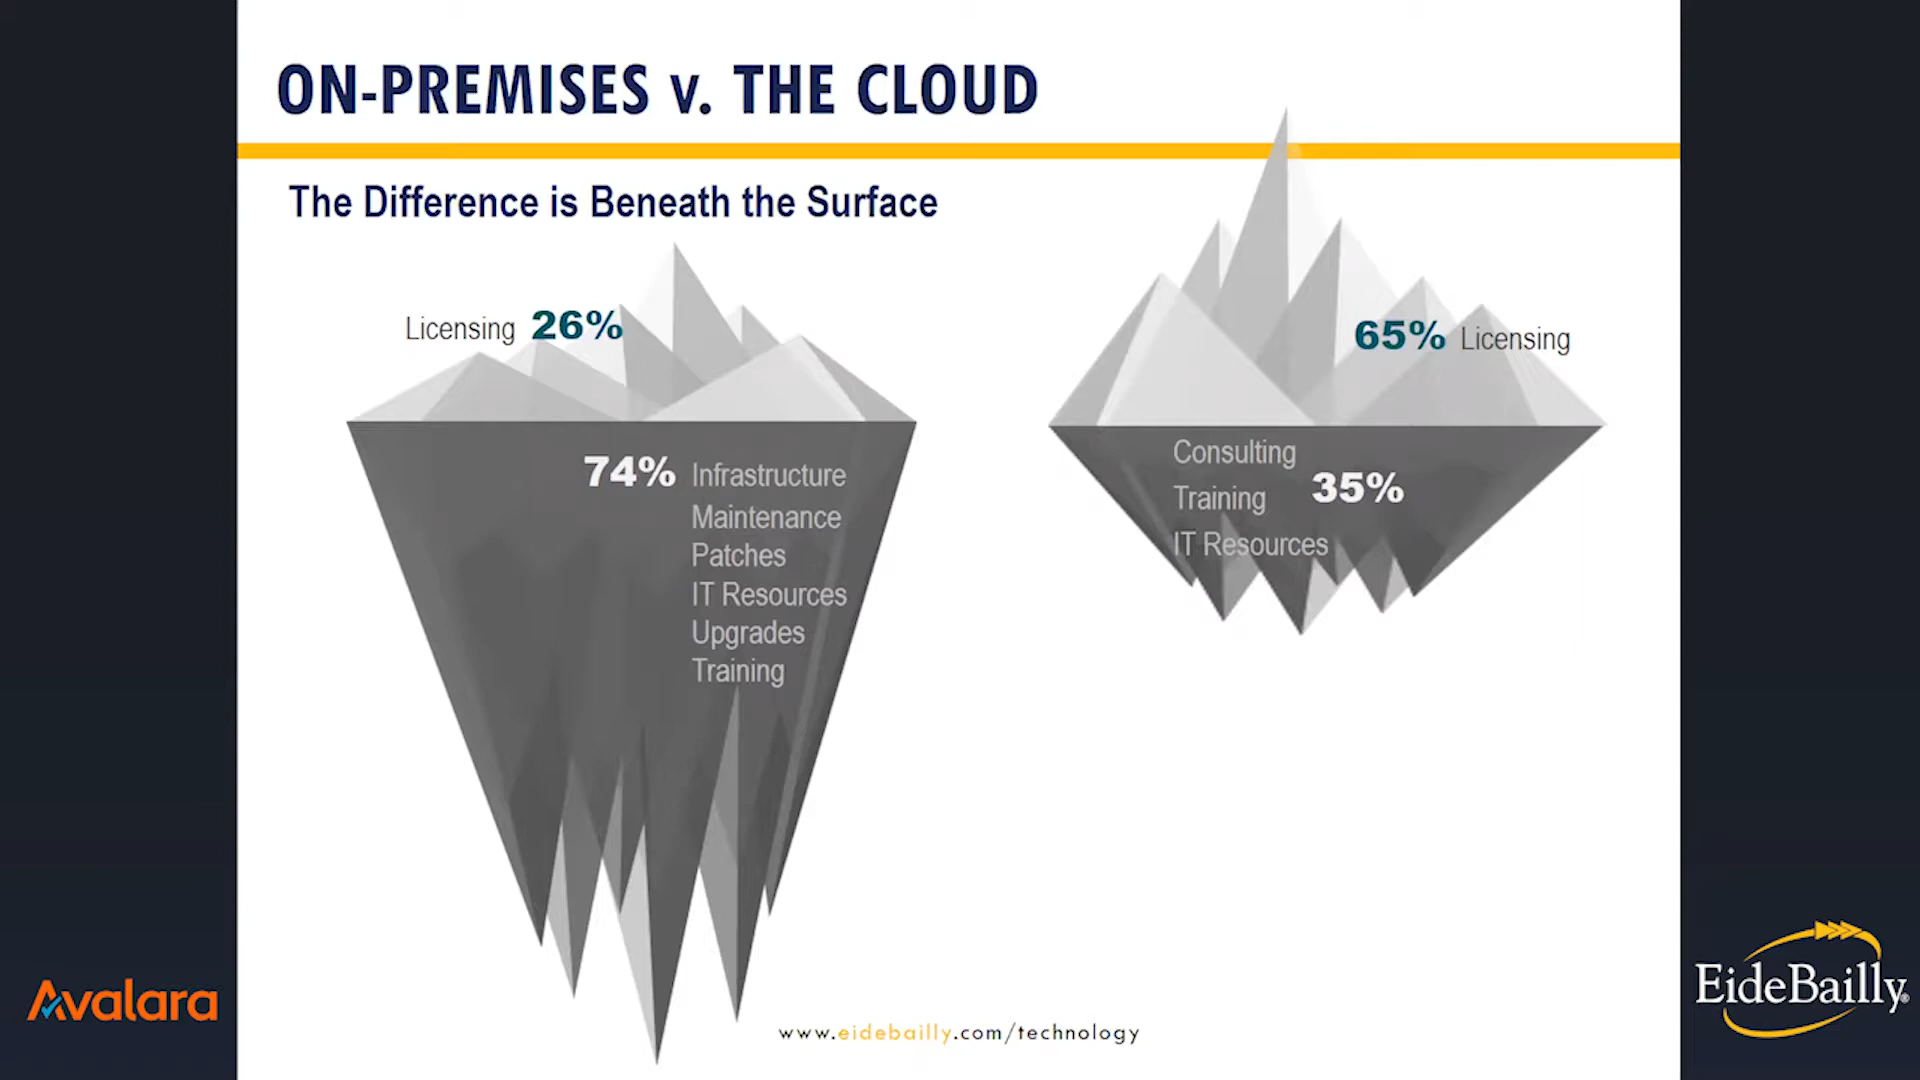 ON-PREMISES v. THE CLOUD
The Difference is Beneath the Surface
Licensing 26%
74% Infrastructure
Maintenance
Patches
IT Resources
Upgrades
Training
65% Licensing
Consulting
Training 35%
IT Resources
www.eidebailly.com/technology
Avalara
EideBailly®